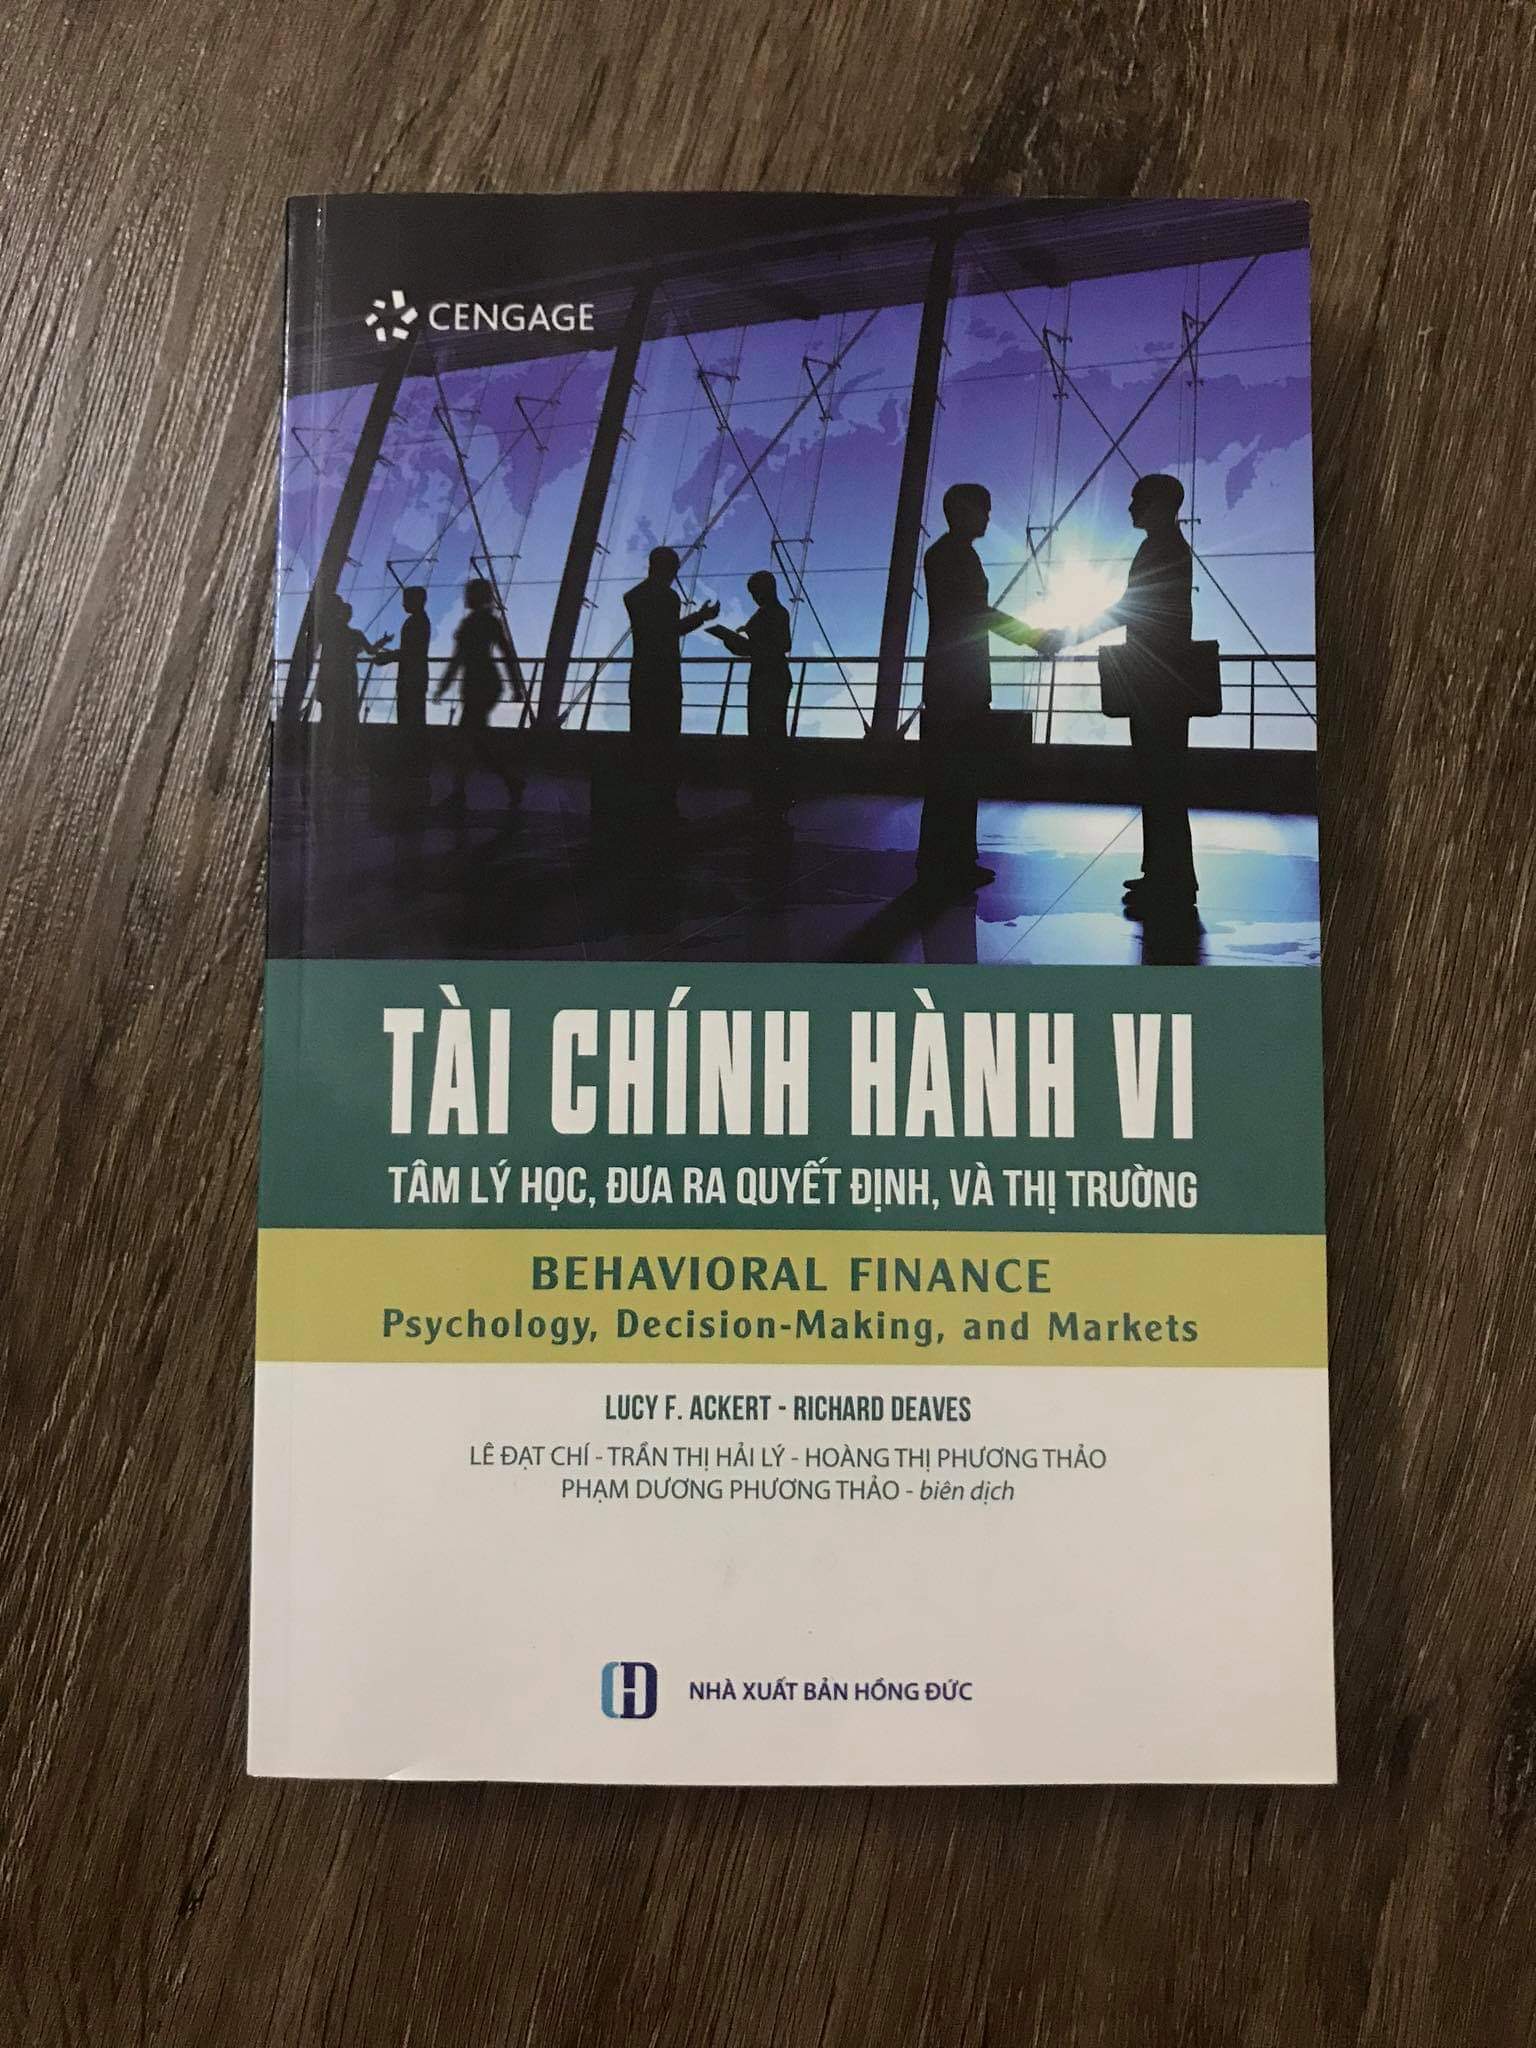 CENGAGE
TÀI CHÍNH HÀNH VI
TÂM LÝ HỌC, ĐƯA RA QUYẾT ĐỊNH, VÀ THỊ TRƯỜNG
BEHAVIORAL FINANCE
Psychology, Decision-Making, and Markets
LUCY F. ACKERT - RICHARD DEAVES
LÊ ĐẠT CHÍ - TRẦN THỊ HẢI LÝ - HOÀNG THỊ PHƯƠNG THẢO
PHẠM DƯƠNG PHƯƠNG THẢO - biên dịch
NHÀ XUẤT BẢN HỒNG ĐỨC